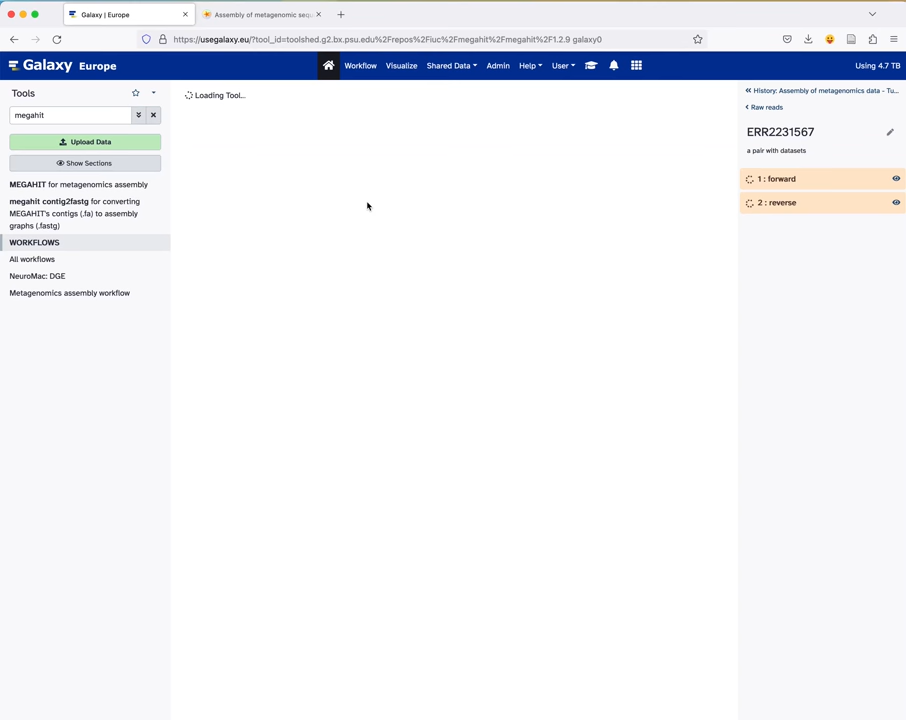 Galaxy | Europe
Assembly of metagenomic seq
https://usegalaxy.eu/?tool_id=toolshed.g2.bx.psu.edu%2Frepos%2Fiuc%2Fmegahit%2Fmegahit%2F1.2.9 galaxy0
Galaxy Europe
Workflow Visualize Shared Data Admin Help User
Using 4.7 TB
Tools
megahit
Upload Data
Show Sections
MEGAHIT for metagenomics assembly
megahit contig2fastg for converting
MEGAHIT's contigs (.fa) to assembly
graphs (.fastg)
WORKFLOWS
All workflows
NeuroMac: DGE
Metagenomics assembly workflow
Loading Tool...
History: Assembly of metagenomics data - Tu...
Raw reads
ERR2231567
a pair with datasets
1 : forward
2 : reverse